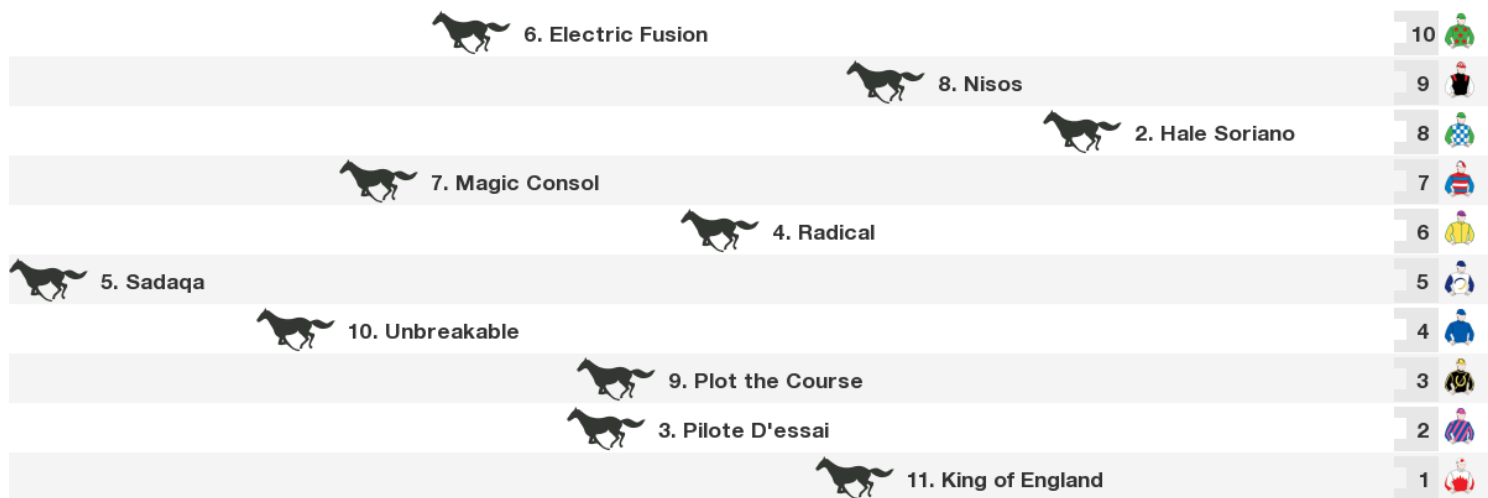 6. Electric Fusion 10
8. Nisos 9
2. Hale Soriano 8
7. Magic Consol 7
4. Radical 6
5. Sadaqa 5
10. Unbreakable 4
9. Plot the Course 3
3. Pilote D'essai 2
11. King of England 1